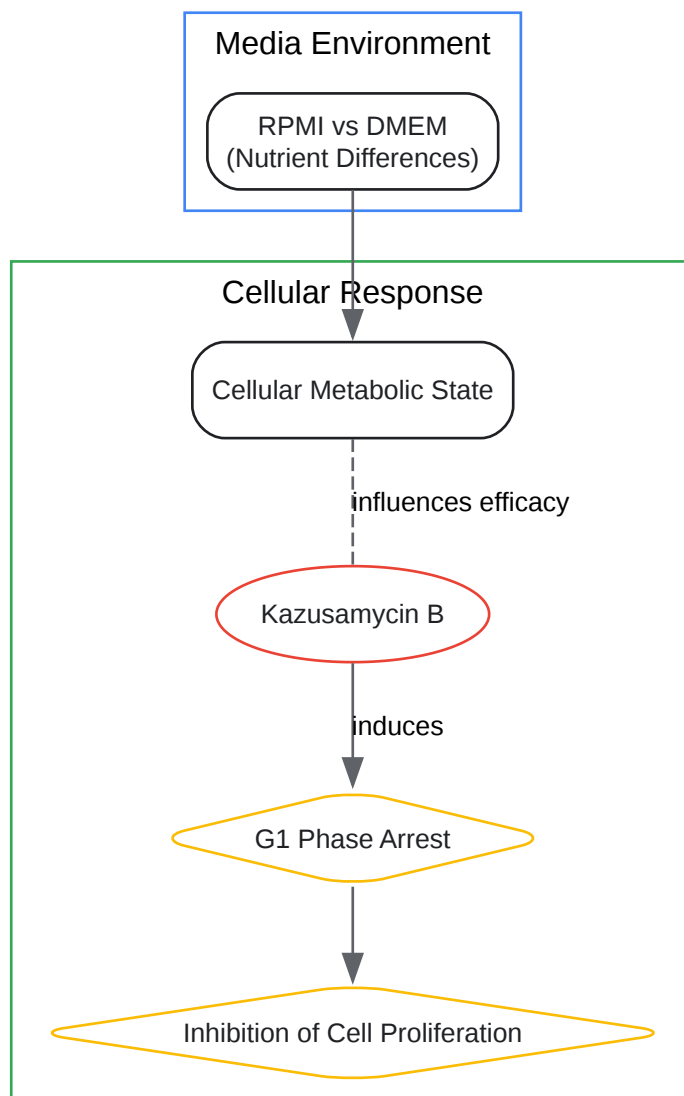 Media Environment
RPMI vs DMEM
(Nutrient Differences)
Cellular Response
Cellular Metabolic State
influences efficacy
Kazusamycin B
induces
G1 Phase Arrest
Inhibition of Cell Proliferation